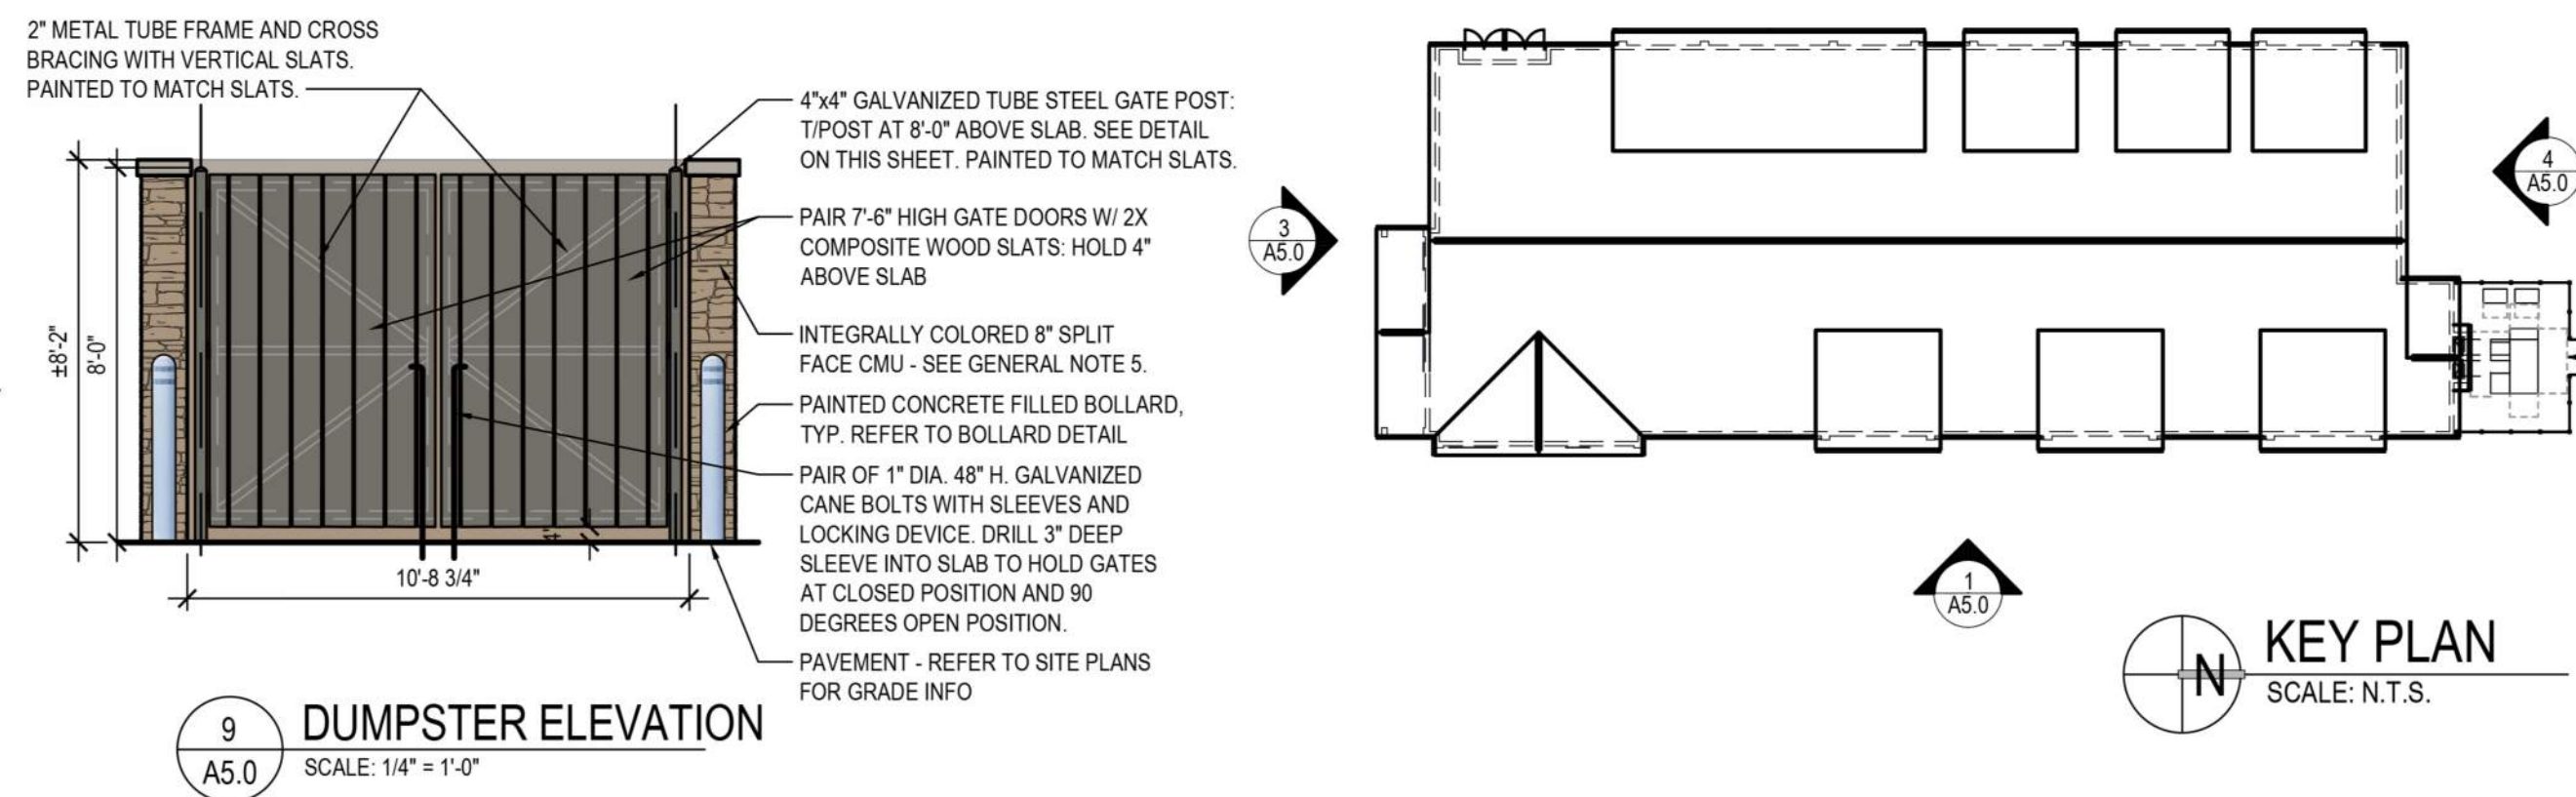 2" METAL TUBE FRAME AND CROSS
BRACING WITH VERTICAL SLATS.
PAINTED TO MATCH SLATS.
4"x4" GALVANIZED TUBE STEEL GATE POST:
T/POST AT 8'-0" ABOVE SLAB. SEE DETAIL
ON THIS SHEET. PAINTED TO MATCH SLATS.
PAIR 7'-6" HIGH GATE DOORS W/ 2X
COMPOSITE WOOD SLATS: HOLD 4"
ABOVE SLAB
INTEGRALLY COLORED 8" SPLIT
FACE CMU - SEE GENERAL NOTE 5.
PAINTED CONCRETE FILLED BOLLARD,
TYP. REFER TO BOLLARD DETAIL
PAIR OF 1" DIA. 48" H. GALVANIZED
CANE BOLTS WITH SLEEVES AND
LOCKING DEVICE. DRILL 3" DEEP
SLEEVE INTO SLAB TO HOLD GATES
AT CLOSED POSITION AND 90
DEGREES OPEN POSITION.
PAVEMENT - REFER TO SITE PLANS
FOR GRADE INFO
±8'-2"
8'-0"
4"
10'-8 3/4"
9
A5.0
DUMPSTER ELEVATION
SCALE: 1/4" = 1'-0"
3
A5.0
4
A5.0
1
A5.0
N
KEY PLAN
SCALE: N.T.S.